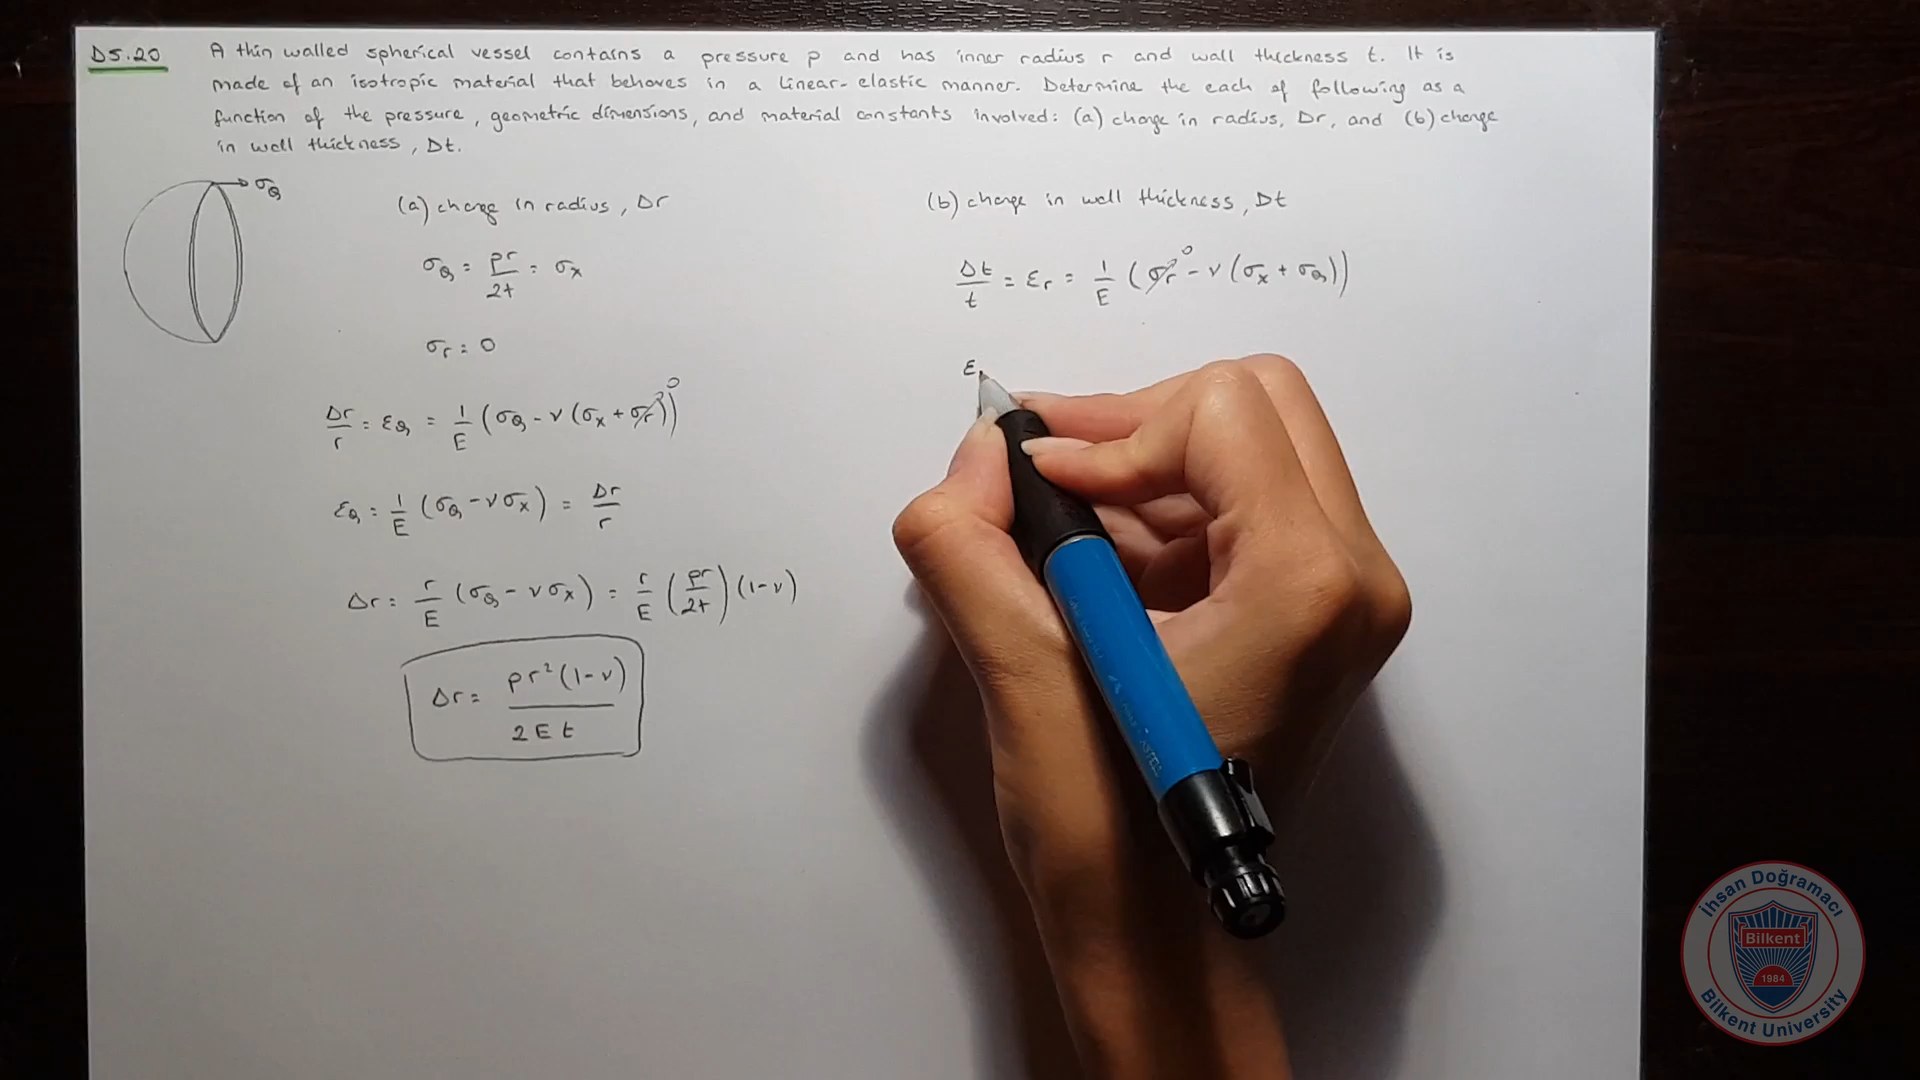 D5.20 A thin walled spherical vessel contains a pressure p and has inner radius r and wall thickness t. It is
made of an isotropic material that behaves in a linear-elastic manner. Determine the each of following as a
function of the pressure, geometric dimensions, and material constants involved: (a) change in radius, Δr, and (b) change
in wall thickness, Δt.
σθ
(a) change in radius, Δr
σθ = pr/2t = σx
σr = 0
Δr/r = εθ = 1/E (σθ - ν(σx + σr)) 0
εθ = 1/E (σθ - νσx) = Δr/r
Δr = r/E (σθ - νσx) = r/E (pr/2t) (1-ν)
Δr = pr²(1-ν) / 2Et
(b) change in wall thickness, Δt
Δt/t = εr = 1/E (σr 0 - ν(σx + σθ))
ε
İhsan Doğramacı
Bilkent
1984
Bilkent University